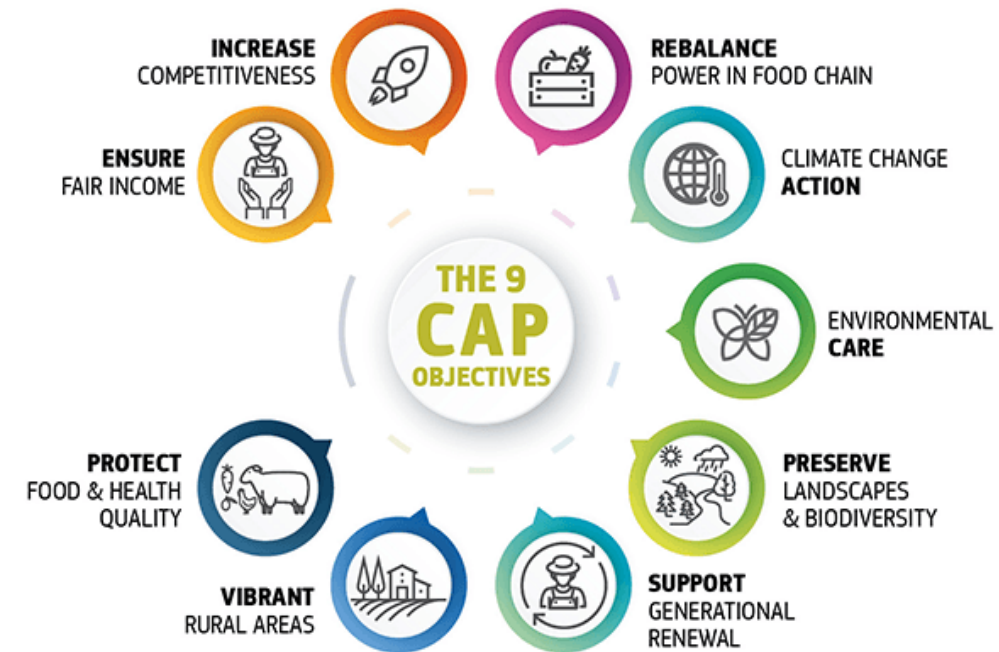 INCREASE
COMPETITIVENESS
REBALANCE
POWER IN FOOD CHAIN
ENSURE
FAIR INCOME
CLIMATE CHANGE
ACTION
THE 9
CAP
OBJECTIVES
ENVIRONMENTAL
CARE
PROTECT
FOOD & HEALTH
QUALITY
PRESERVE
LANDSCAPES
& BIODIVERSITY
VIBRANT
RURAL AREAS
SUPPORT
GENERATIONAL
RENEWAL